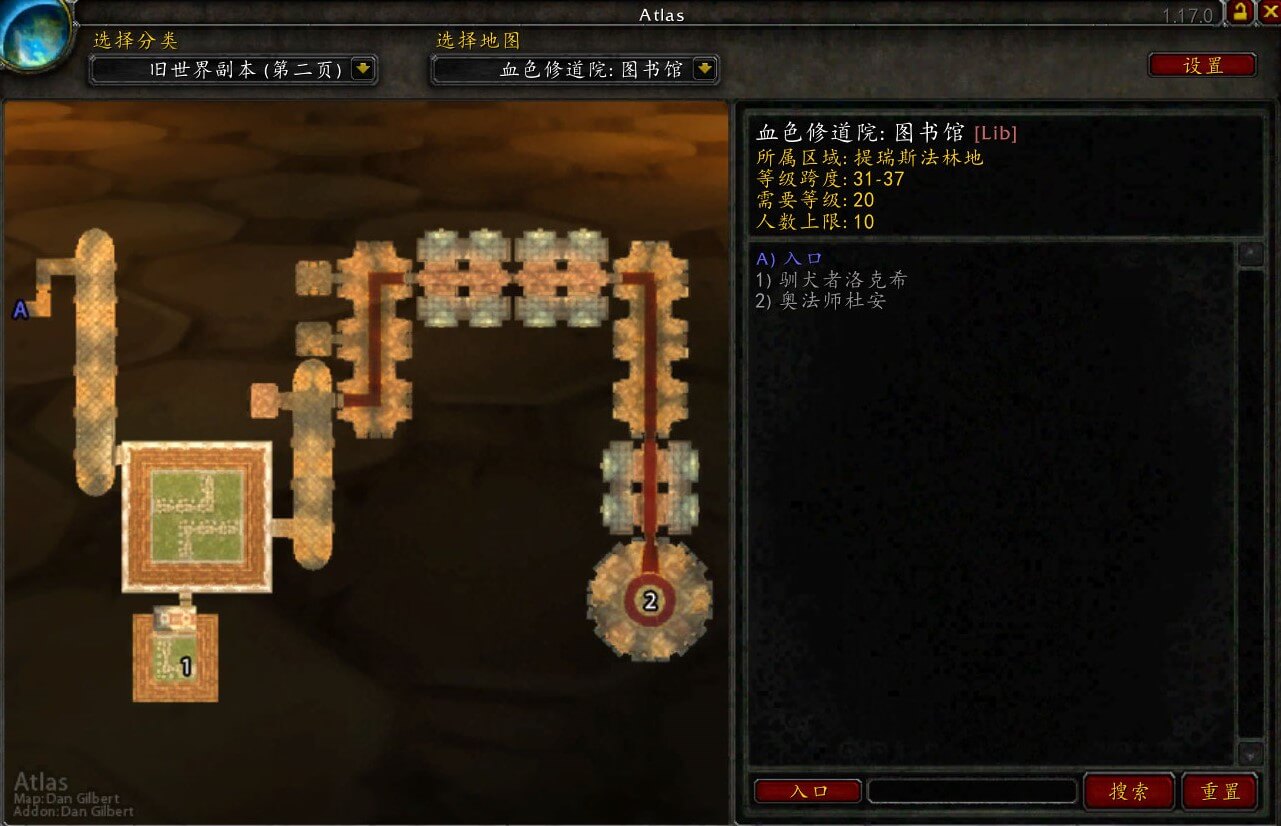 Atlas
1.17.0
选择分类
选择地图
旧世界副本(第二页)
血色修道院: 图书馆
设置
血色修道院: 图书馆 [Lib]
所属区域: 提瑞斯法林地
等级跨度: 31-37
需要等级: 20
人数上限: 10
A) 入口
1) 驯犬者洛克希
2) 奥法师杜安
A
2
1
Atlas
Map: Dan Gilbert
Addon: Dan Gilbert
入口
搜索
重置